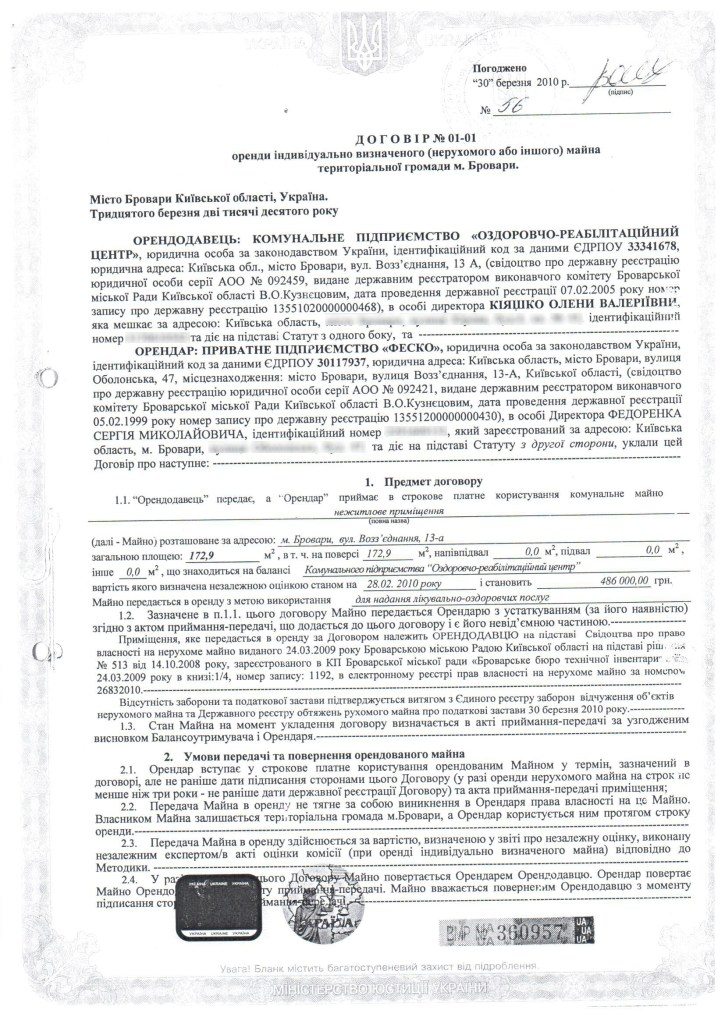 УКРАЇНА
Погоджено
“30” березня 2010 р.
(підпис)
№ 56
Д О Г О В І Р № 01-01
оренди індивідуально визначеного (нерухомого або іншого) майна
територіальної громади м. Бровари.
Місто Бровари Київської області, Україна.
Тридцятого березня дві тисячі десятого року
ОРЕНДОДАВЕЦЬ: КОМУНАЛЬНЕ ПІДПРИЄМСТВО «ОЗДОРОВЧО-РЕАБІЛІТАЦІЙНИЙ
ЦЕНТР», юридична особа за законодавством України, ідентифікаційний код за даними ЄДРПОУ 33341678,
юридична адреса: Київська обл., місто Бровари, вул. Возз’єднання, 13 А, (свідоцтво про державну реєстрацію
юридичної особи серії АОО № 092459, видане державним реєстратором виконавчого комітету Броварської
міської Ради Київської області В.О.Кузнєцовим, дата проведення державної реєстрації 07.02.2005 року номер
запису про державну реєстрацію 13551020000000468), в особі директора КІЯШКО ОЛЕНИ ВАЛЕРІЇВНИ,
яка мешкає за адресою: Київська область, ідентифікаційний
номер та діє на підставі Статут з одного боку, та
ОРЕНДАР: ПРИВАТНЕ ПІДПРИЄМСТВО «ФЕСКО», юридична особа за законодавством України,
ідентифікаційний код за даними ЄДРПОУ 30117937, юридична адреса: Київська область, місто Бровари, вулиця
Оболонська, 47, місцезнаходження: місто Бровари, вулиця Возз’єднання, 13-А, Київської області, (свідоцтво
про державну реєстрацію юридичної особи серії АОО № 092421, видане державним реєстратором виконавчого
комітету Броварської міської Ради Київської області В.О.Кузнєцовим, дата проведення державної реєстрації
05.02.1999 року номер запису про державну реєстрацію 13551200000000430), в особі Директора ФЕДОРЕНКА
СЕРГІЯ МИКОЛАЙОВИЧА, ідентифікаційний номер , який зареєстрований за адресою: Київська
область, м. Бровари, та діє на підставі Статуту з другої сторони, уклали цей
Договір про наступне:
1. Предмет договору
1.1. “Орендодавець” передає, а “Орендар” приймає в строкове платне користування комунальне майно
нежитлове приміщення
(повна назва)
(далі - Майно) розташоване за адресою: м. Бровари, вул. Возз’єднання, 13-а
загальною площею: 172,9 м², в т. ч. на поверсі 172,9 м², напівпідвал 0,0 м², підвал 0,0 м²,
інше 0,0 м², що знаходиться на балансі Комунального підприємства “Оздоровчо-реабілітаційний центр”
вартість якого визначена незалежною оцінкою станом на 28.02. 2010 року і становить 486 000,00 грн.
Майно передається в оренду з метою використання для надання лікувально-оздорочих послуг
1.2. Зазначене в п.1.1. цього договору Майно передається Орендарю з устаткуванням (за його наявністю)
згідно з актом приймання-передачі, що додається до цього договору і є його невід’ємною частиною.
Приміщення, яке передається в оренду за Договором належить ОРЕНДОДАВЦЮ на підставі Свідоцтва про право
власності на нерухоме майно виданого 24.03.2009 року Броварською міською Радою Київської області на підставі
№ 513 від 14.10.2008 року, зареєстрованого в КП Броварської міської ради «Броварське бюро технічної
24.03.2009 року в книзі:1/4, номер запису: 1192, в електронному реєстрі прав власності на нерухоме майно за номером
26832010.
Відсутність заборони та податкової застави підтверджується витягом з Єдиного реєстру заборон відчуження об’єктів
нерухомого майна та Державного реєстру обтяжень рухомого майна про податкові застави 30 березня 2010 року.
1.3. Стан Майна на момент укладення договору визначається в акті приймання-передачі за узгодженим
висновком Балансоутримувача і Орендаря.
2. Умови передачі та повернення орендованого майна
2.1. Орендар вступає у строкове платне користування орендованим Майном у термін, зазначений в
договорі, але не раніше дати підписання сторонами цього Договору (у разі оренди нерухомого майна на строк не
менше ніж три роки - не раніше дати державної реєстрації Договору) та акта приймання-передачі приміщення;
2.2. Передача Майна в оренду не тягне за собою виникнення в Орендаря права власності на це Майно.
Власником Майна залишається територіальна громада м.Бровари, а Орендар користується ним протягом строку
оренди.
2.3. Передача Майна в оренду здійснюється за вартістю, визначеною у звіті про незалежну оцінку, виконану
незалежним експертом/в акті оцінки комісії (при оренді індивідуально визначеного майна) відповідно до
Методики.
2.4. У разі цього Договору Майно повертається Орендарем Орендодавцю. Орендар повертає
Майно приймання-передачі. Майно вважається поверненим Орендодавцю з моменту
підписання
УКРАЇНА UKRAINE УКРАЇНА
УКРАЇНА UKRAINE УКРАЇНА
УКРАЇНА
ВМР № 360957
UA UA
UA
UA UA
Увага! Бланк містить багатоступеневий захист від підроблення.
МІНІСТЕРСТВО ЮСТИЦІЇ УКРАЇНИ